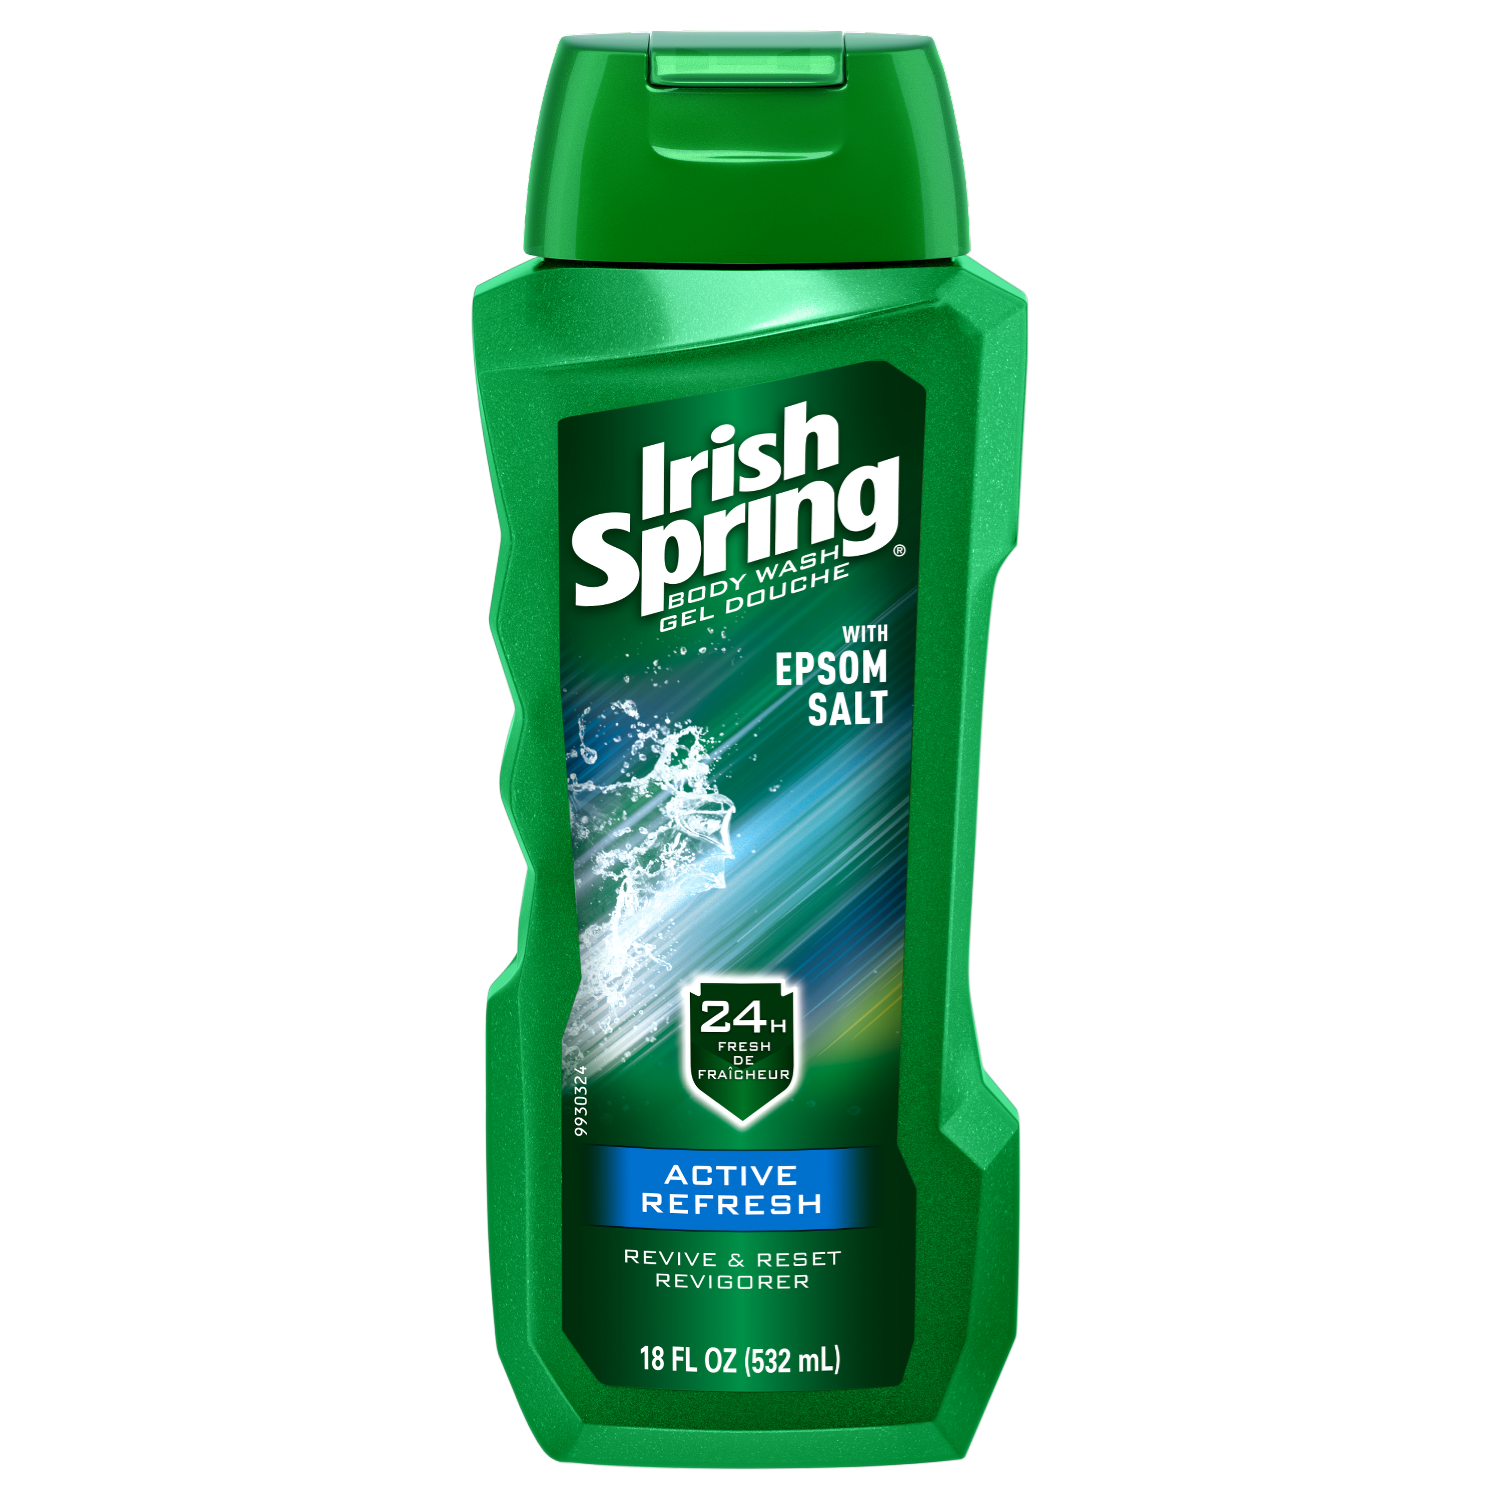 Irish
Spring®
BODY WASH
GEL DOUCHE
WITH
EPSOM
SALT
24H
FRESH
DE
FRAÎCHEUR
9930324
ACTIVE
REFRESH
REVIVE & RESET
REVIGORER
18 FL OZ (532 mL)